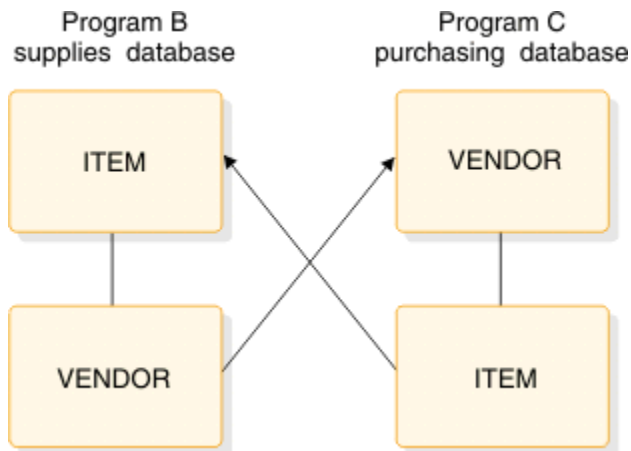 Program B
supplies database
Program C
purchasing database
ITEM
VENDOR
VENDOR
ITEM